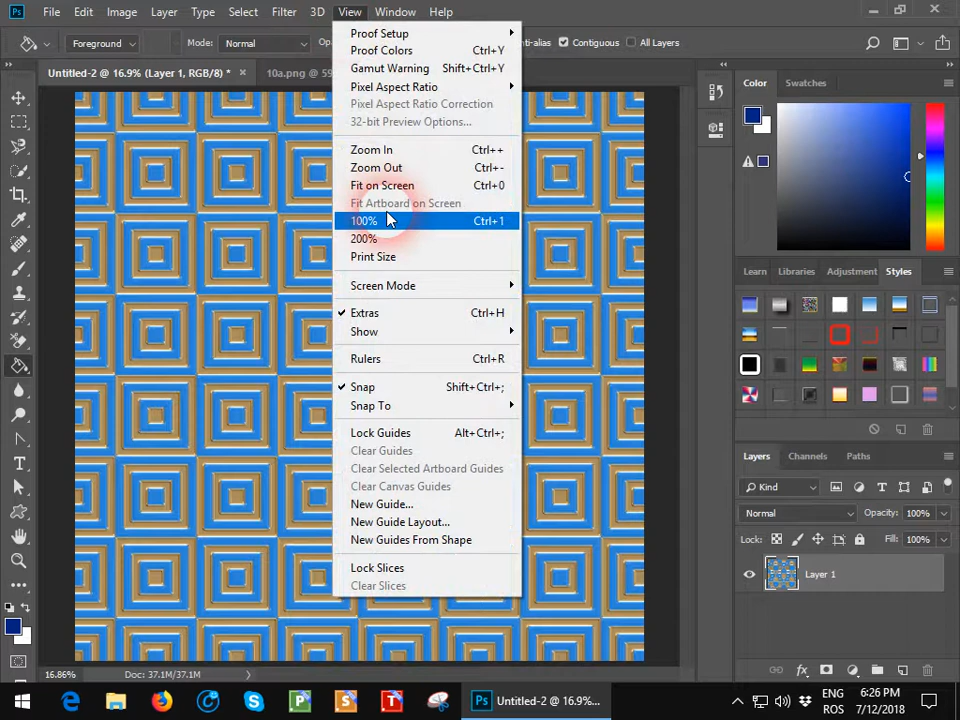 Ps File Edit Image Layer Type Select Filter 3D View Window Help
Foreground Mode: Normal Anti-alias Contiguous All Layers
Untitled-2 @ 16.9% (Layer 1, RGB/8) * × 10a.png @
Proof Setup
Proof Colors Ctrl+Y
Gamut Warning Shift+Ctrl+Y
Pixel Aspect Ratio
Pixel Aspect Ratio Correction
32-bit Preview Options...
Zoom In Ctrl++
Zoom Out Ctrl+-
Fit on Screen Ctrl+0
Fit Artboard on Screen
100% Ctrl+1
200%
Print Size
Screen Mode
Extras Ctrl+H
Show
Rulers Ctrl+R
Snap Shift+Ctrl+;
Snap To
Lock Guides Alt+Ctrl+;
Clear Guides
Clear Selected Artboard Guides
Clear Canvas Guides
New Guide...
New Guide Layout...
New Guides From Shape
Lock Slices
Clear Slices
Color Swatches
Learn Libraries Adjustment Styles
Layers Channels Paths
Kind
Normal Opacity: 100%
Lock: Fill: 100%
Layer 1
16.86% Doc: 37.1M/37.1M
Ps Untitled-2 @ 16.9%...
ENG
ROS
6:26 PM
7/12/2018